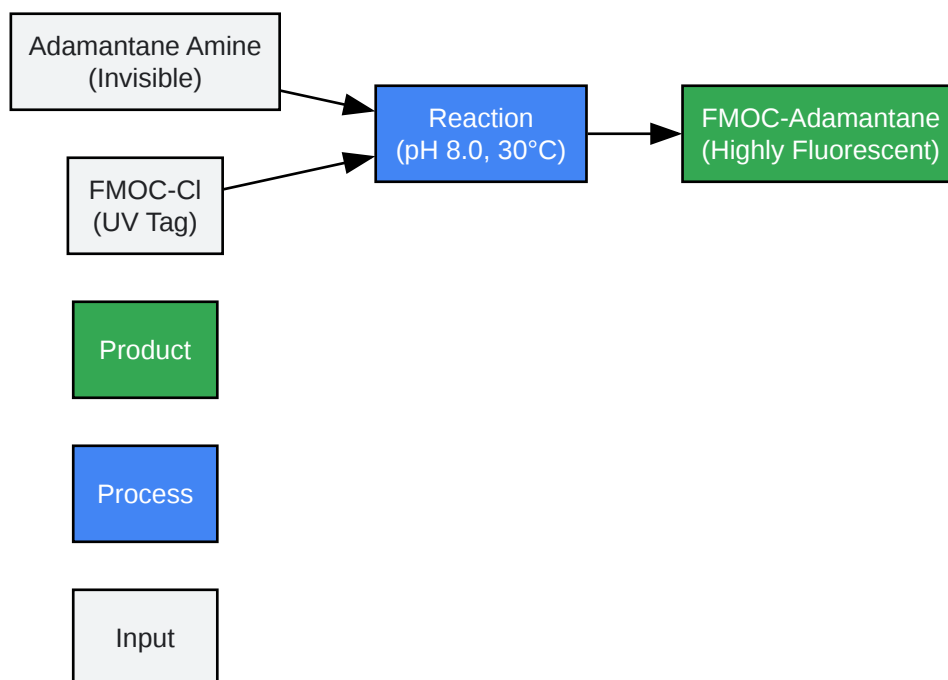 Adamantane Amine
(Invisible)
Reaction
(pH 8.0, 30°C)
FMOC-Adamantane
(Highly Fluorescent)
FMOC-Cl
(UV Tag)
Product
Process
Input